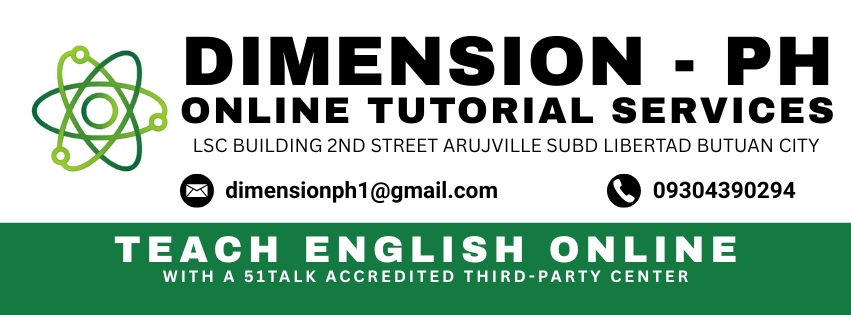 DIMENSION - PH
ONLINE TUTORIAL SERVICES
LSC BUILDING 2ND STREET ARUJVILLE SUBD LIBERTAD BUTUAN CITY
dimensionph1@gmail.com 09304390294
TEACH ENGLISH ONLINE
WITH A 51TALK ACCREDITED THIRD-PARTY CENTER